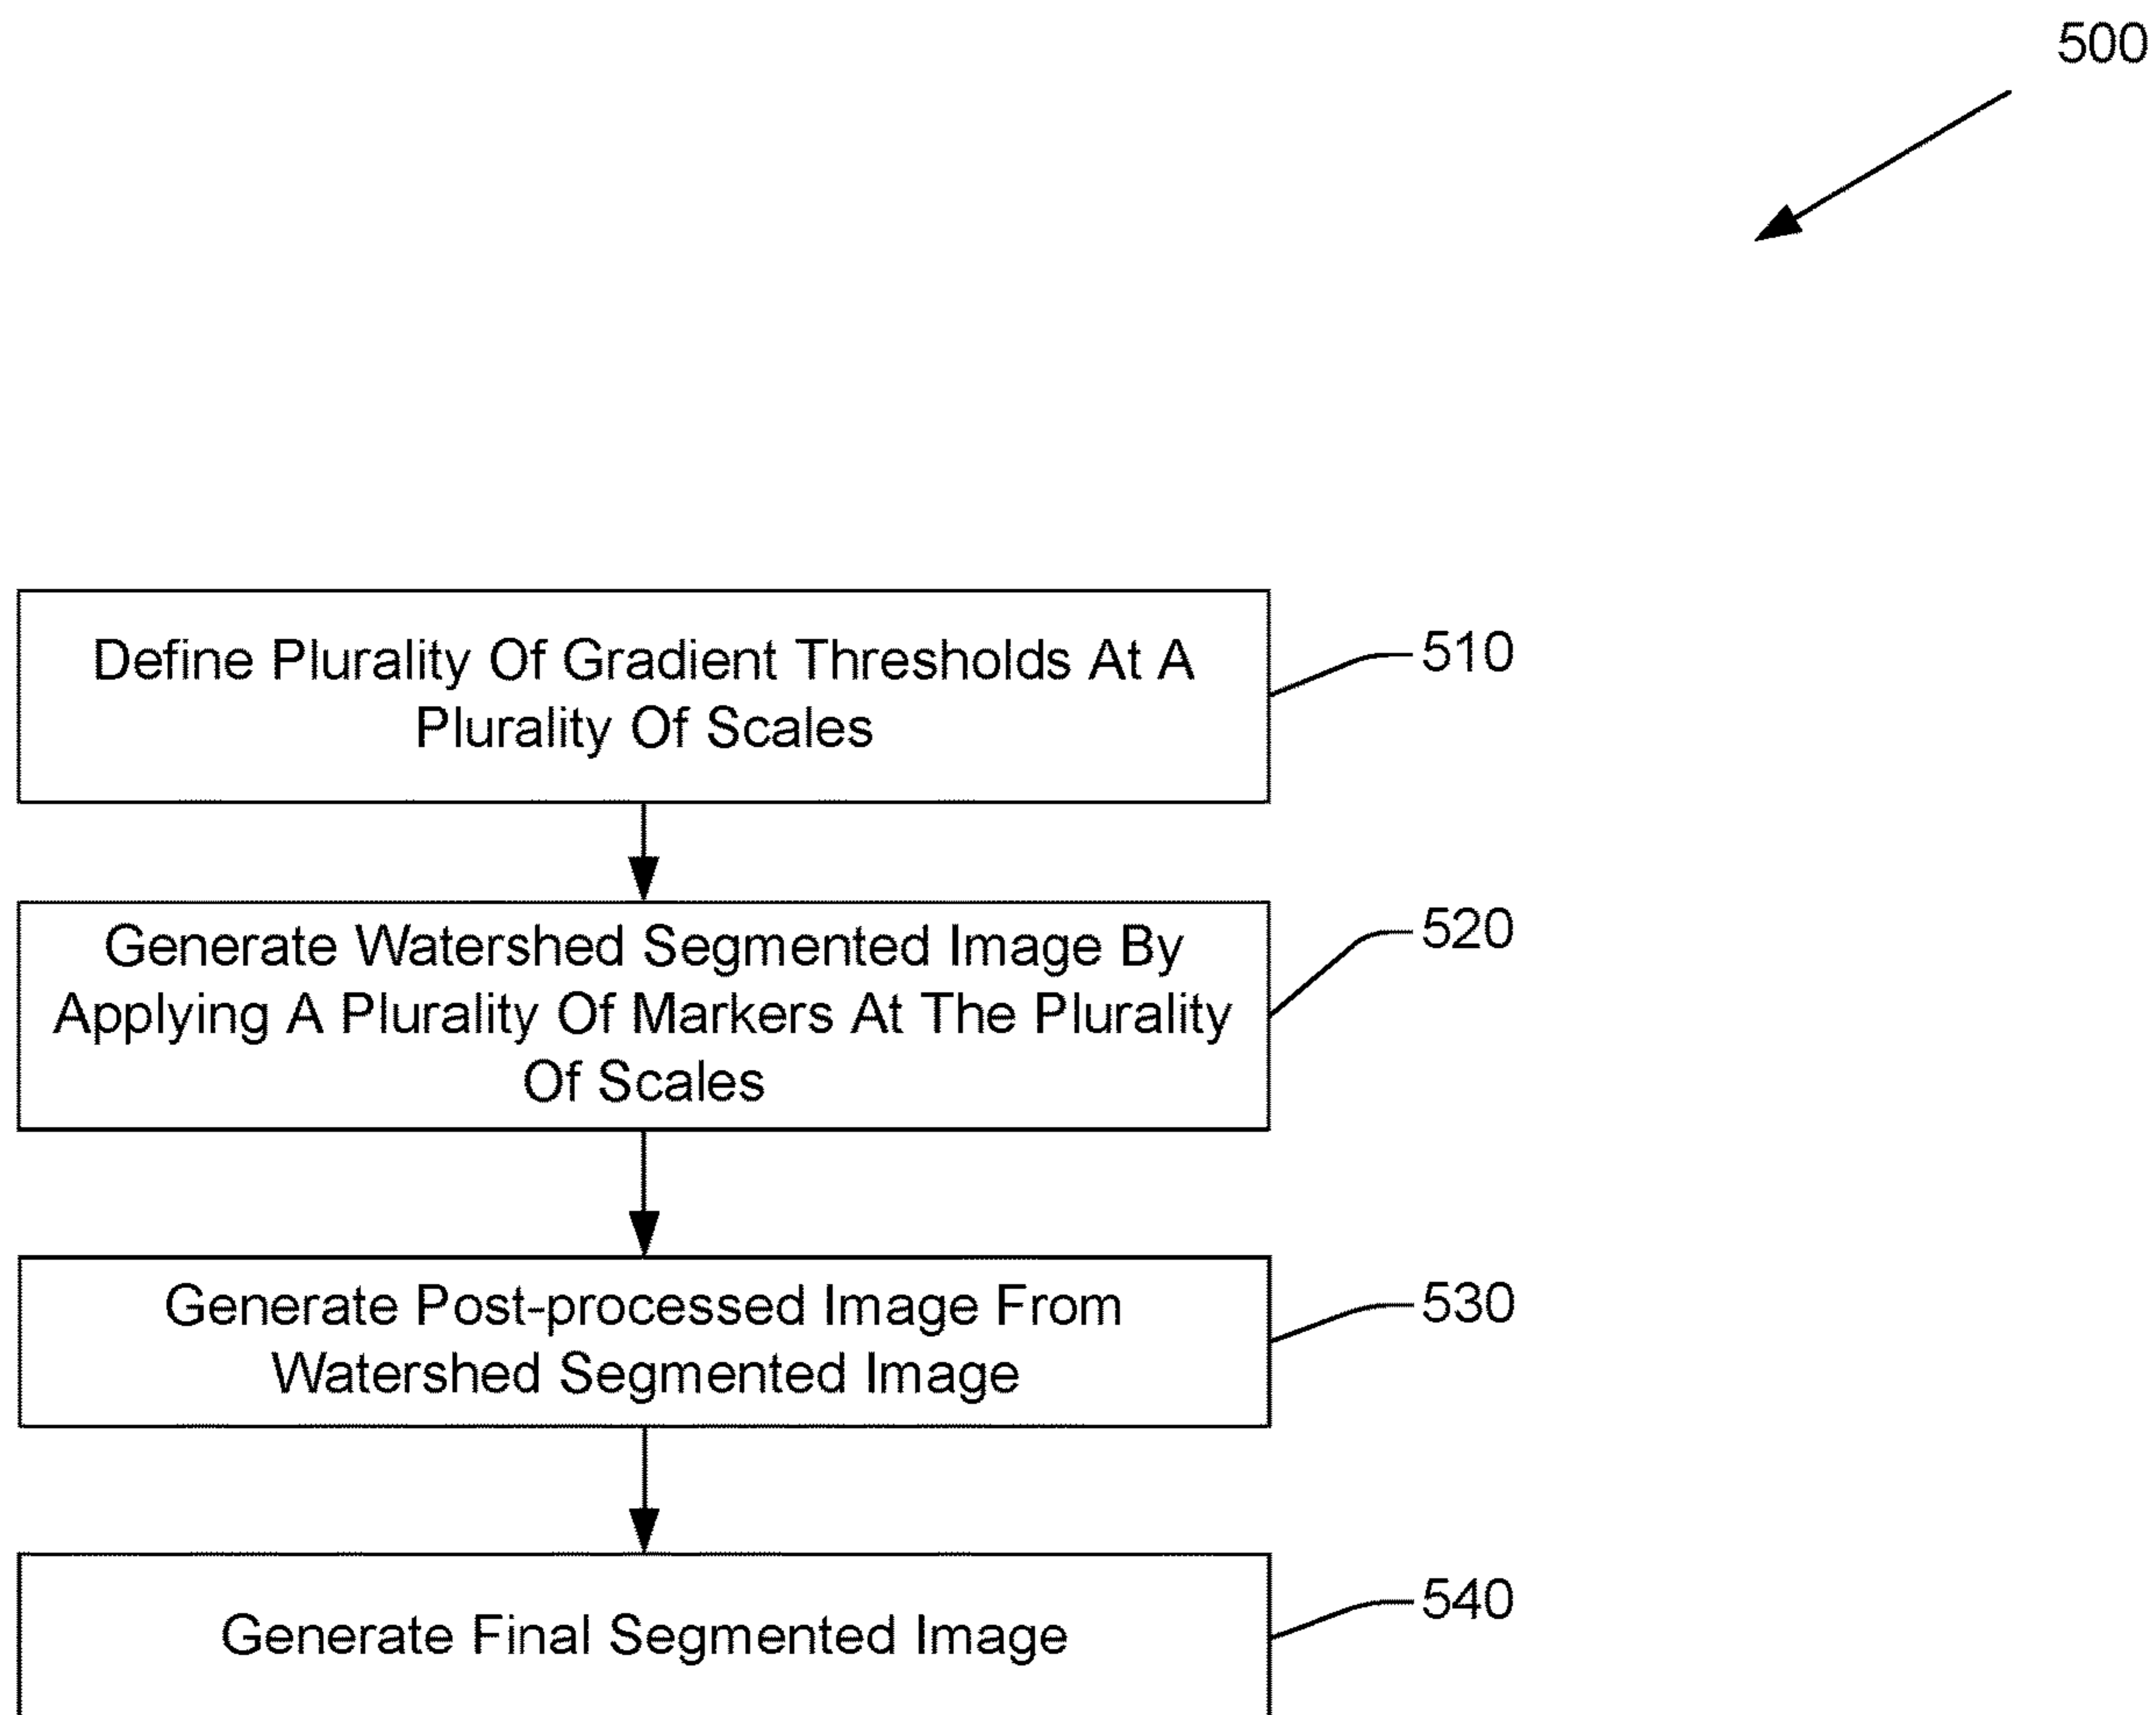 500
Define Plurality Of Gradient Thresholds At A
Plurality Of Scales
510
Generate Watershed Segmented Image By
Applying A Plurality Of Markers At The Plurality
Of Scales
520
Generate Post-processed Image From
Watershed Segmented Image
530
Generate Final Segmented Image
540